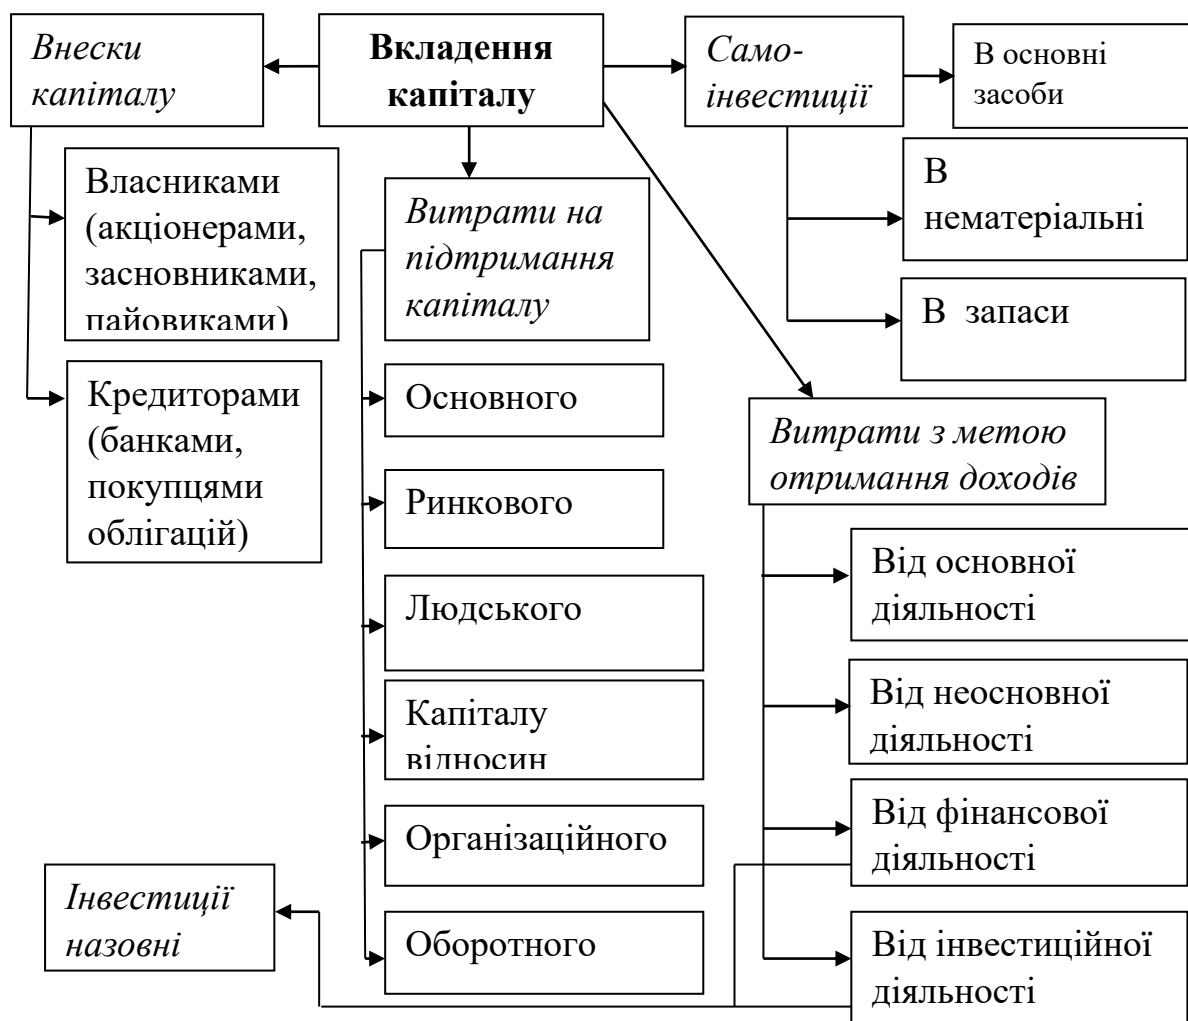 Внески
капіталу
Вкладення
капіталу
Само-
інвестиції
В основні
засоби
Власниками
(акціонерами,
засновниками,
пайовиками)
Витрати на
підтримання
капіталу
В
нематеріальні
В запаси
Кредиторами
(банками,
покупцями
облігацій)
Основного
Ринкового
Людського
Капіталу
відносин
Організаційного
Оборотного
Витрати з метою
отримання доходів
Від основної
діяльності
Від неосновної
діяльності
Від фінансової
діяльності
Від інвестиційної
діяльності
Інвестиції
назовні